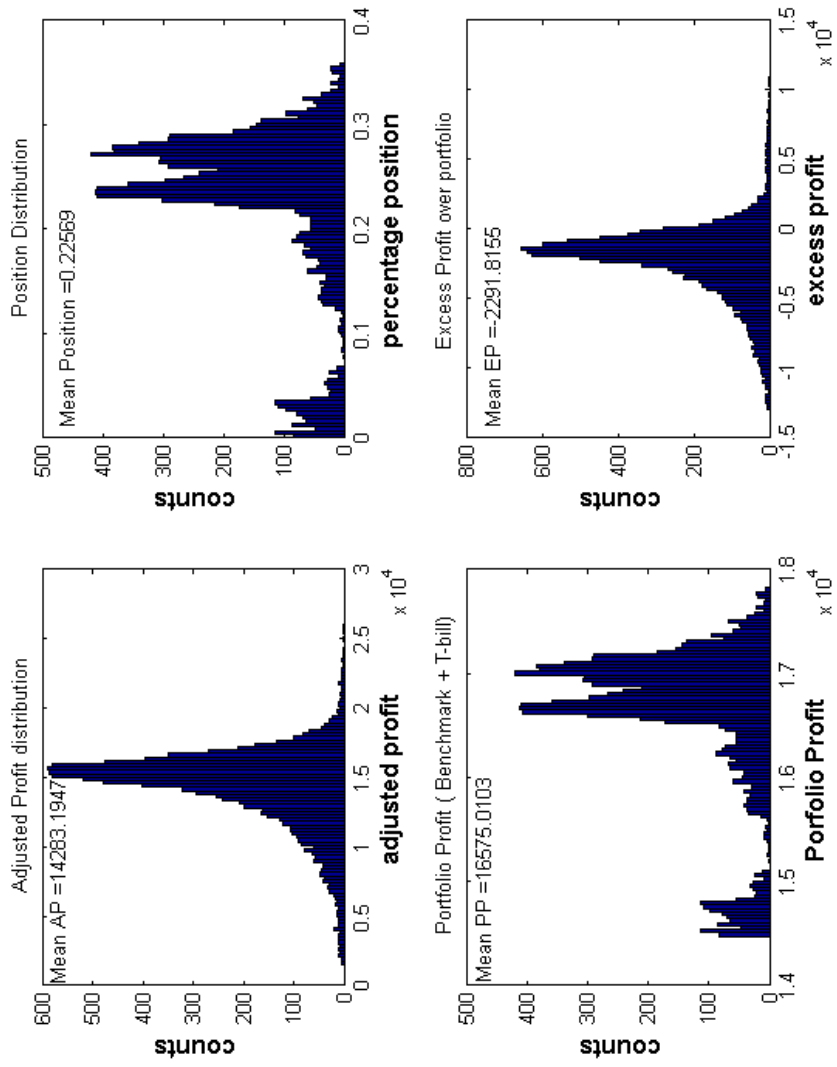 Adjusted Profit distribution
Mean AP =14283.1947
counts
600
500
400
300
200
100
0
0 0.5 1 1.5 2 2.5 3
x 10^4
adjusted profit
Position Distribution
Mean Position =0.22569
counts
500
400
300
200
100
0
0 0.1 0.2 0.3 0.4
percentage position
Portfolio Profit ( Benchmark + T-bill)
Mean PP =16575.0103
counts
500
400
300
200
100
0
1.4 1.5 1.6 1.7 1.8
x 10^4
Porfolio Profit
Excess Profit over portfolio
Mean EP =-2291.8155
counts
800
600
400
200
0
-1.5 -1 -0.5 0 0.5 1 1.5
x 10^4
excess profit